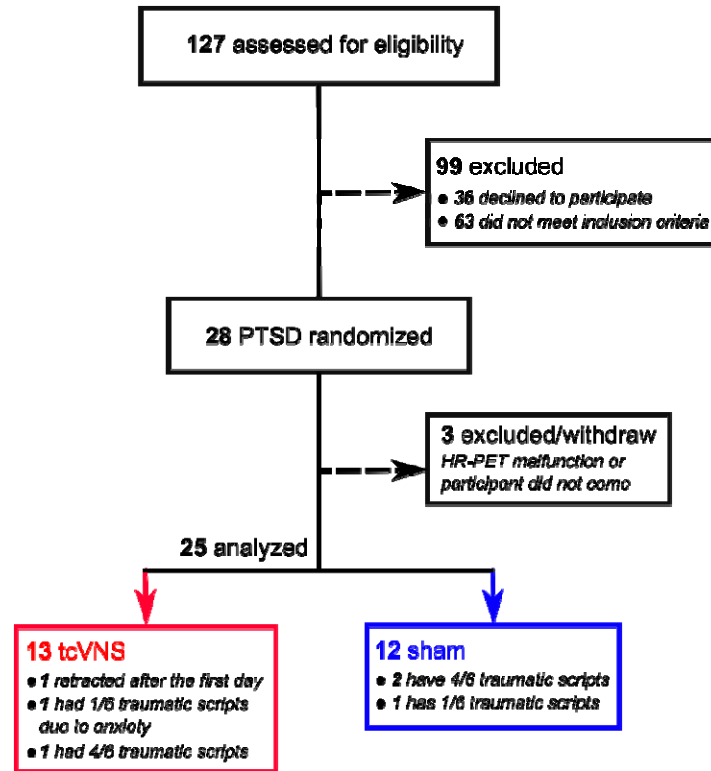 127 assessed for eligibility
99 excluded
● 36 declined to participate
● 63 did not meet inclusion criteria
28 PTSD randomized
3 excluded/withdraw
HR-PET malfunction or
participant did not come
25 analyzed
13 tcVNS
● 1 retracted after the first day
● 1 had 1/6 traumatic scripts
due to anxiety
● 1 had 4/6 traumatic scripts
12 sham
● 2 have 4/6 traumatic scripts
● 1 has 1/6 traumatic scripts